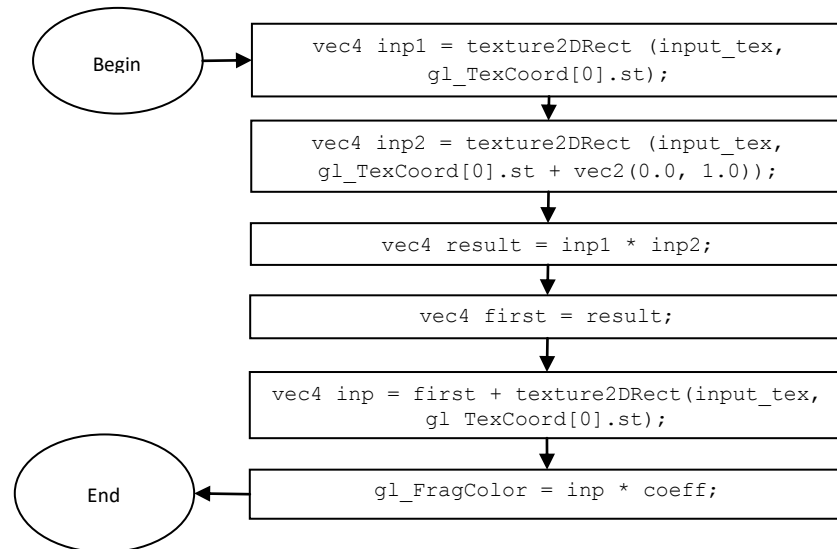 Begin
vec4 inp1 = texture2DRect (input_tex,
gl_TexCoord[0].st);
vec4 inp2 = texture2DRect (input_tex,
gl_TexCoord[0].st + vec2(0.0, 1.0));
vec4 result = inp1 * inp2;
vec4 first = result;
vec4 inp = first + texture2DRect(input_tex,
gl TexCoord[0].st);
gl_FragColor = inp * coeff;
End